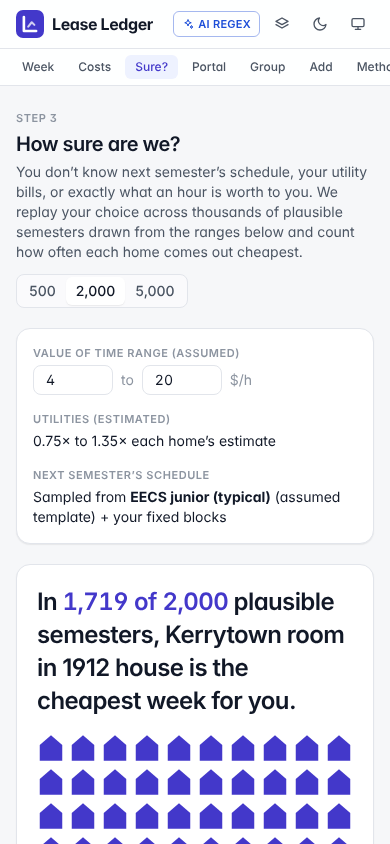 Lease Ledger
AI REGEX
Week Costs Sure? Portal Group Add
STEP 3
How sure are we?
You don’t know next semester’s schedule, your utility
bills, or exactly what an hour is worth to you. We
replay your choice across thousands of plausible
semesters drawn from the ranges below and count
how often each home comes out cheapest.
500 2,000 5,000
VALUE OF TIME RANGE (ASSUMED)
4 to 20 $/h
UTILITIES (ESTIMATED)
0.75× to 1.35× each home’s estimate
NEXT SEMESTER’S SCHEDULE
Sampled from EECS junior (typical) (assumed
template) + your fixed blocks
In 1,719 of 2,000 plausible
semesters, Kerrytown room
in 1912 house is the
cheapest week for you.